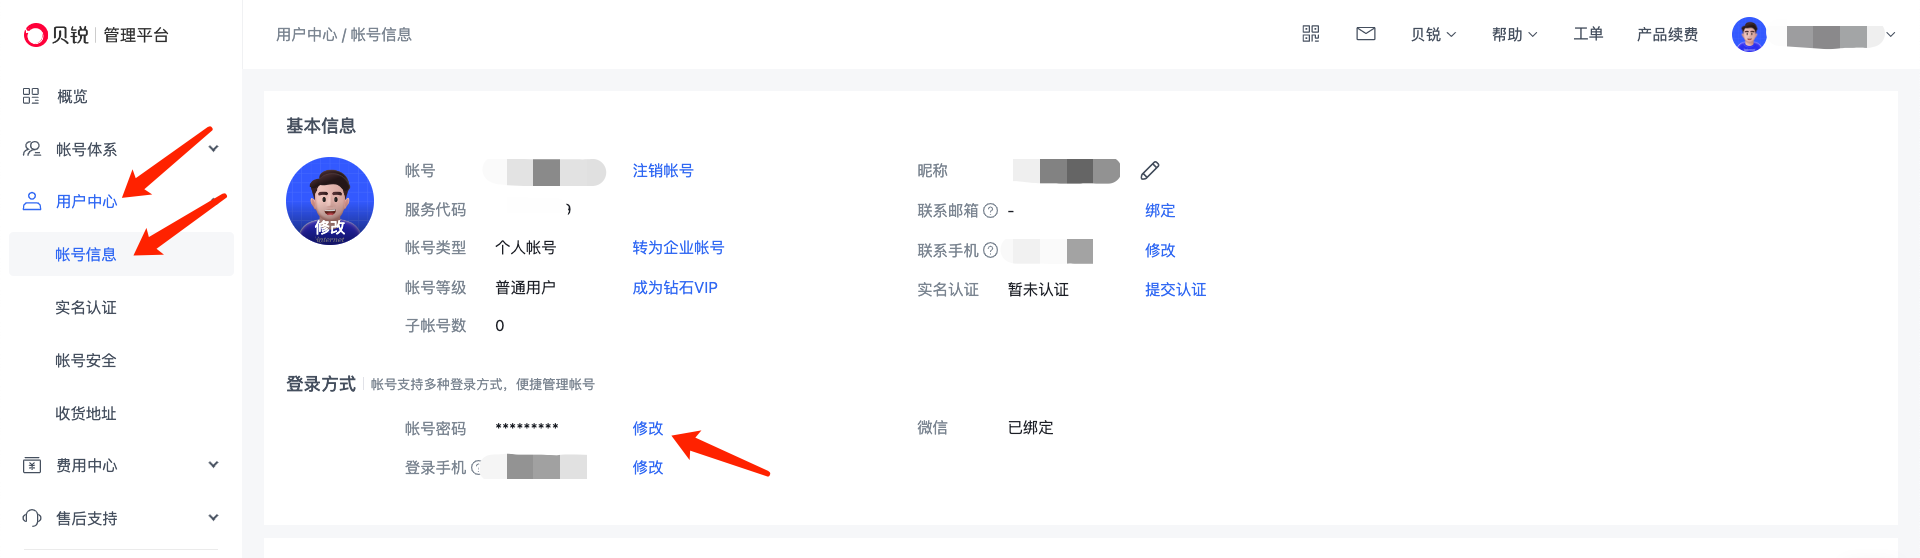 贝锐 管理平台
用户中心 / 帐号信息
贝锐
帮助
工单
产品续费
概览
帐号体系
用户中心
帐号信息
实名认证
帐号安全
收货地址
费用中心
售后支持
基本信息
修改
帐号 注销帐号
服务代码 9
帐号类型 个人帐号 转为企业帐号
帐号等级 普通用户 成为钻石VIP
子帐号数 0
昵称
联系邮箱 - 绑定
联系手机 修改
实名认证 暂未认证 提交认证
登录方式 帐号支持多种登录方式，便捷管理帐号
帐号密码 ********* 修改
登录手机 修改
微信 已绑定